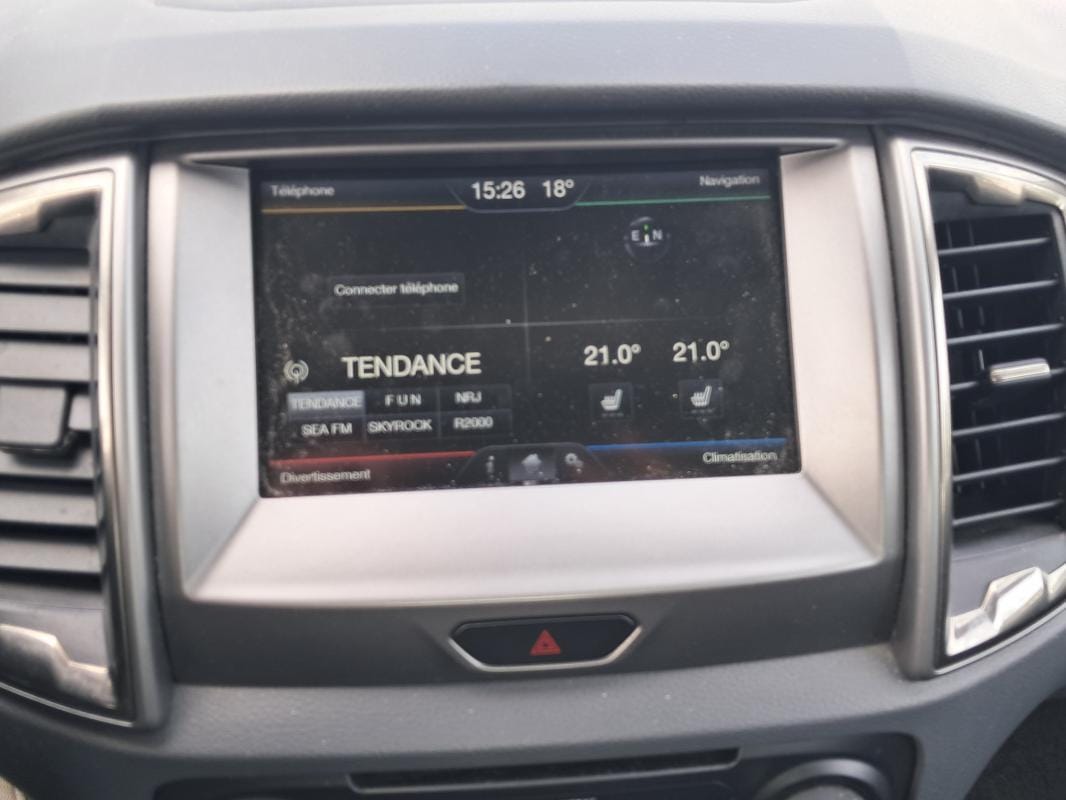 Téléphone
15:26 18°
Navigation
E N
Connecter téléphone
TENDANCE
21.0° 21.0°
TENDANCE FUN NRJ
SEA FM SKYROCK R2000
Divertissement
Climatisation